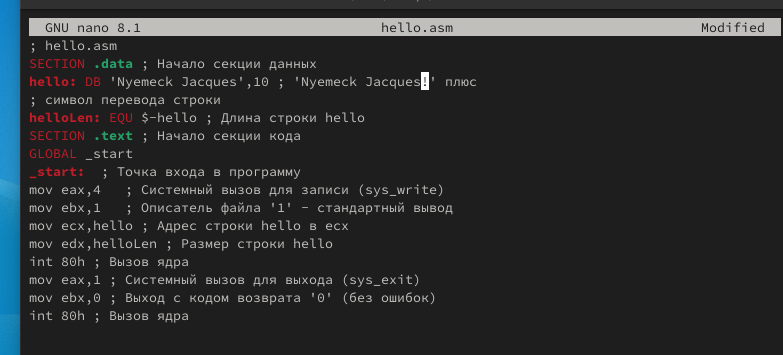 GNU nano 8.1 hello.asm Modified
; hello.asm
SECTION .data ; Начало секции данных
hello: DB 'Nyemeck Jacques',10 ; 'Nyemeck Jacques!' плюс
; символ перевода строки
helloLen: EQU $-hello ; Длина строки hello
SECTION .text ; Начало секции кода
GLOBAL _start
_start:  ; Точка входа в программу
mov eax,4   ; Системный вызов для записи (sys_write)
mov ebx,1   ; Описатель файла '1' - стандартный вывод
mov ecx,hello ; Адрес строки hello в ecx
mov edx,helloLen ; Размер строки hello
int 80h ; Вызов ядра
mov eax,1 ; Системный вызов для выхода (sys_exit)
mov ebx,0 ; Выход с кодом возврата '0' (без ошибок)
int 80h ; Вызов ядра